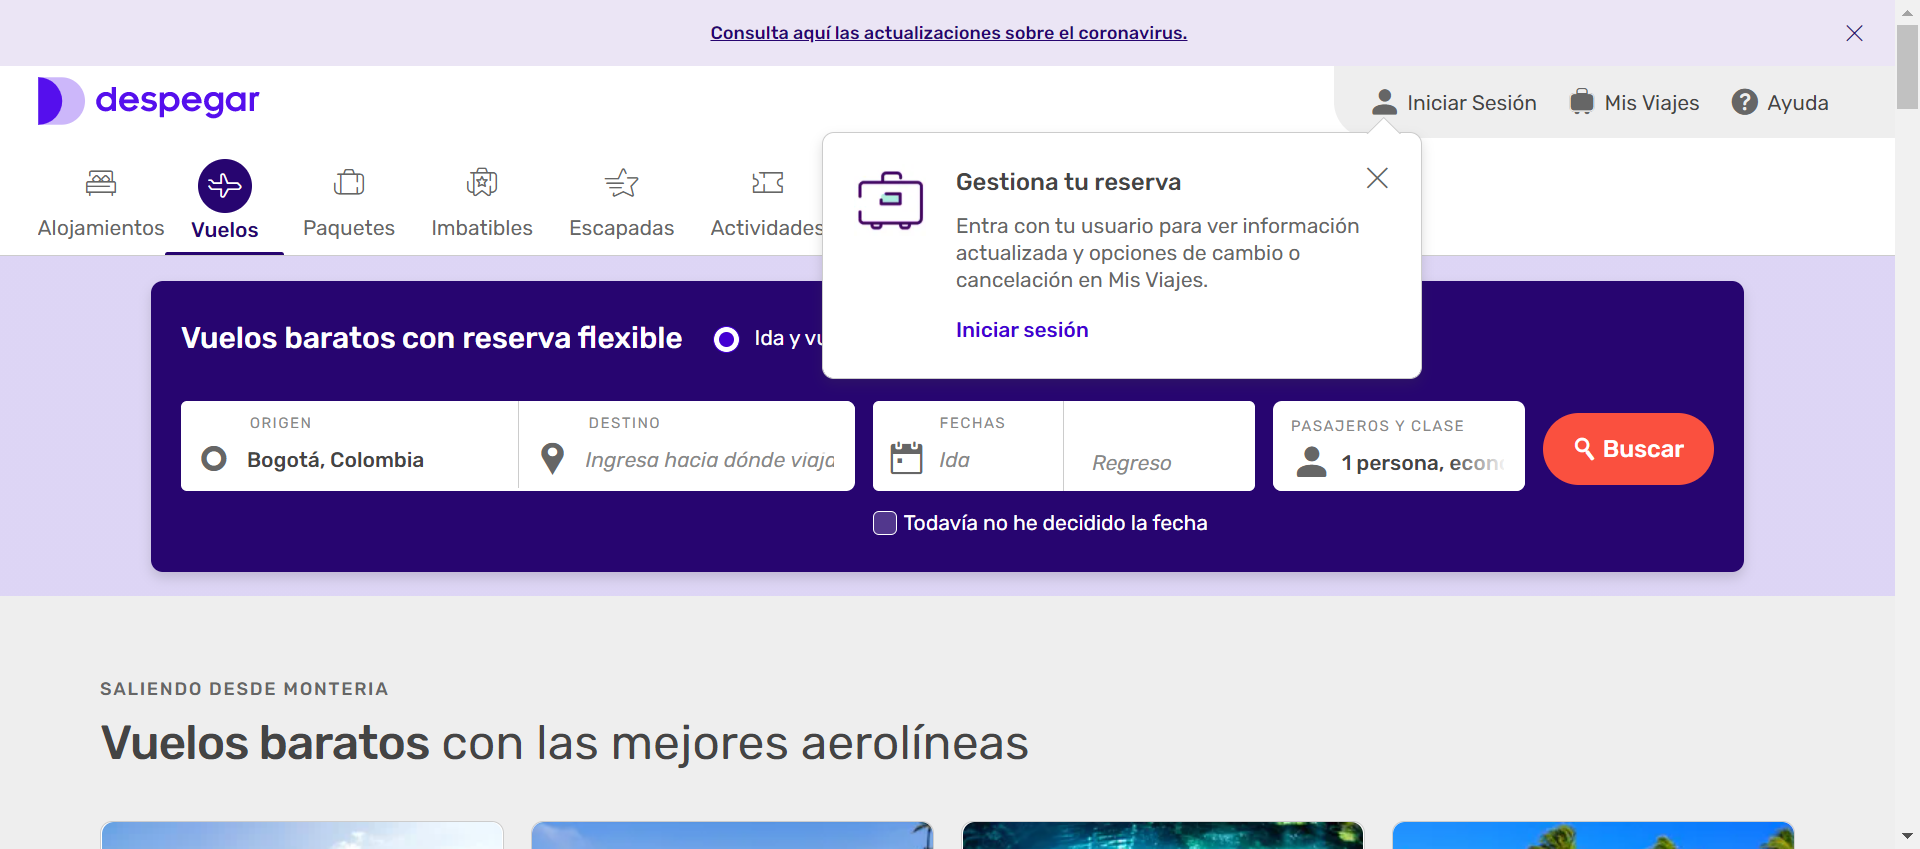 Consulta aquí las actualizaciones sobre el coronavirus.
despegar
Iniciar Sesión
Mis Viajes
Ayuda
Alojamientos
Vuelos
Paquetes
Imbatibles
Escapadas
Actividades
Gestiona tu reserva
Entra con tu usuario para ver información
actualizada y opciones de cambio o
cancelación en Mis Viajes.
Iniciar sesión
Vuelos baratos con reserva flexible
Ida y vu
ORIGEN
Bogotá, Colombia
DESTINO
Ingresa hacia dónde viaja
FECHAS
Ida
Regreso
PASAJEROS Y CLASE
1 persona, econ
Buscar
Todavía no he decidido la fecha
SALIENDO DESDE MONTERIA
Vuelos baratos con las mejores aerolíneas